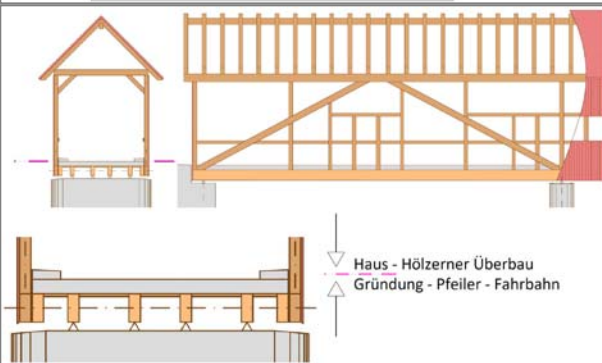 Haus - Hölzerner Überbau
Gründung - Pfeiler - Fahrbahn